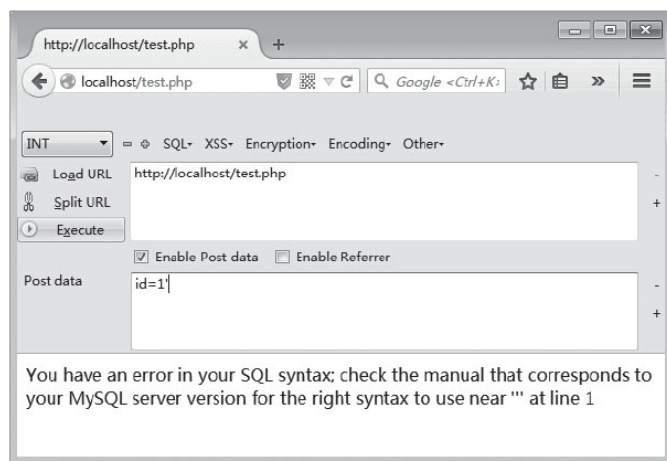 http://localhost/test.php × +
localhost/test.php Google <Ctrl+K>
INT SQL▾ XSS▾ Encryption▾ Encoding▾ Other▾
Load URL http://localhost/test.php
Split URL
Execute
Enable Post data Enable Referrer
Post data id=1'
You have an error in your SQL syntax; check the manual that corresponds to
your MySQL server version for the right syntax to use near ''' at line 1